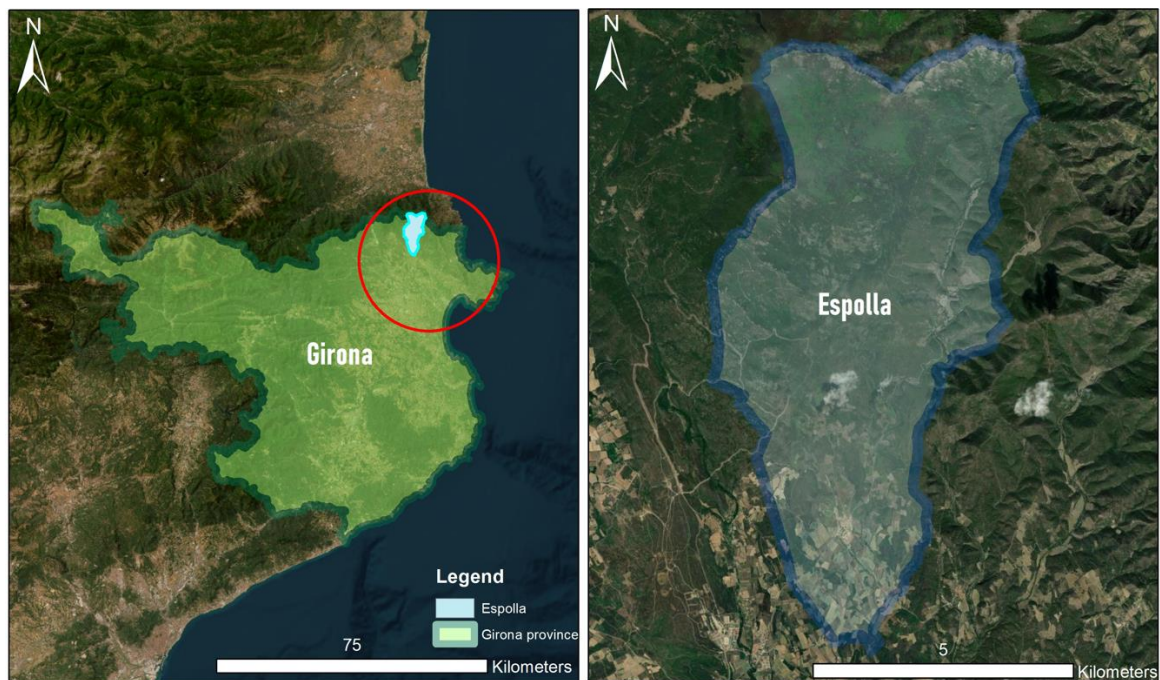 N
Girona
Legend
Espolla
Girona province
75
Kilometers
N
Espolla
5
Kilometers